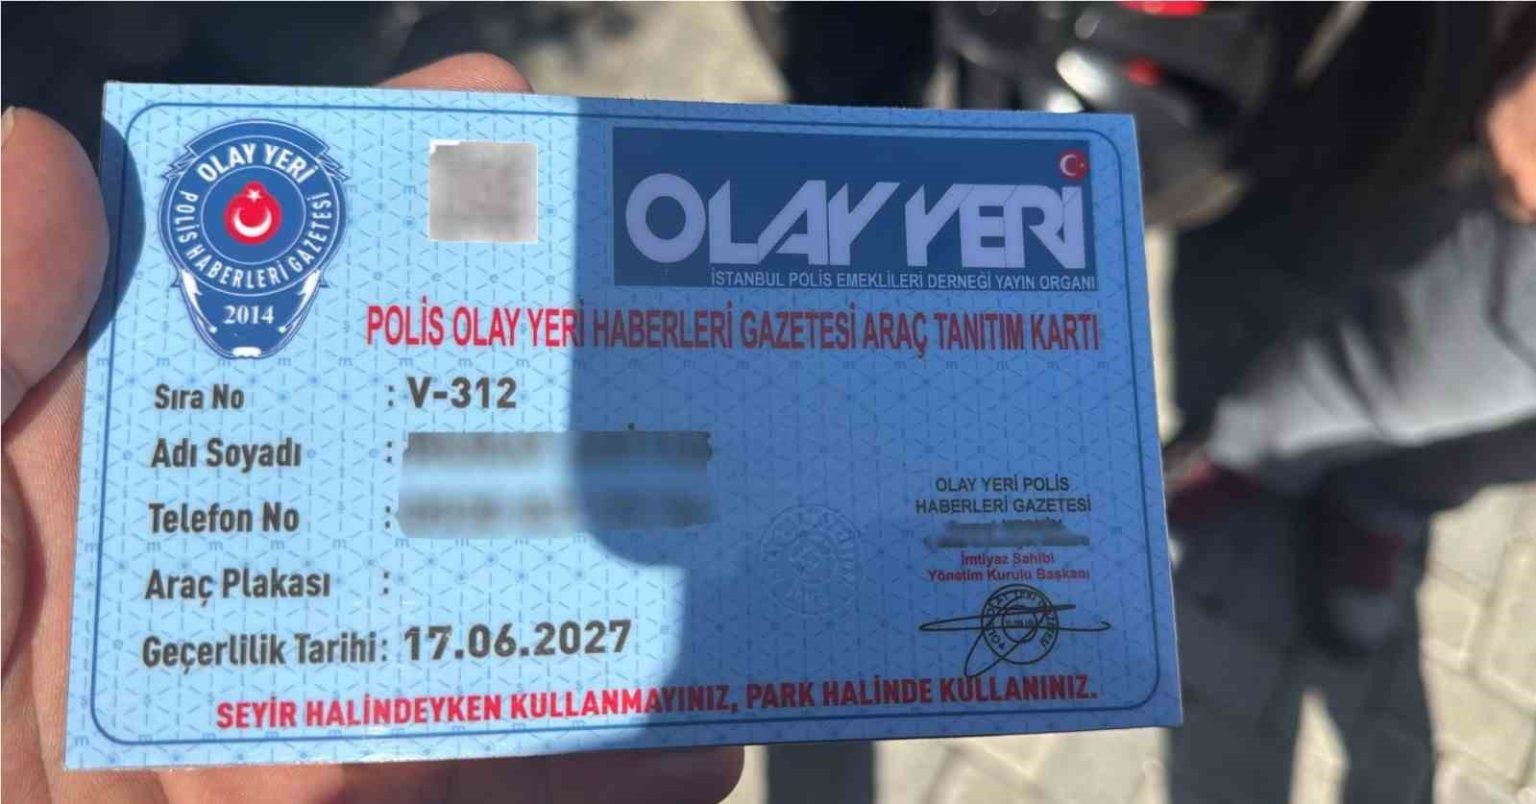 OLAY YERİ
POLİS HABERLERİ GAZETESİ
2014
OLAY YERİ
İSTANBUL POLİS EMEKLİLERİ DERNEĞİ YAYIN ORGANI
POLİS OLAY YERİ HABERLERİ GAZETESİ ARAÇ TANITIM KARTI
Sıra No : V-312
Adı Soyadı :
Telefon No :
Araç Plakası :
Geçerlilik Tarihi: 17.06.2027
OLAY YERİ POLİS
HABERLERİ GAZETESİ
İmtiyaz Sahibi
Yönetim Kurulu Başkanı
SEYİR HALİNDEYKEN KULLANMAYINIZ, PARK HALİNDE KULLANINIZ.